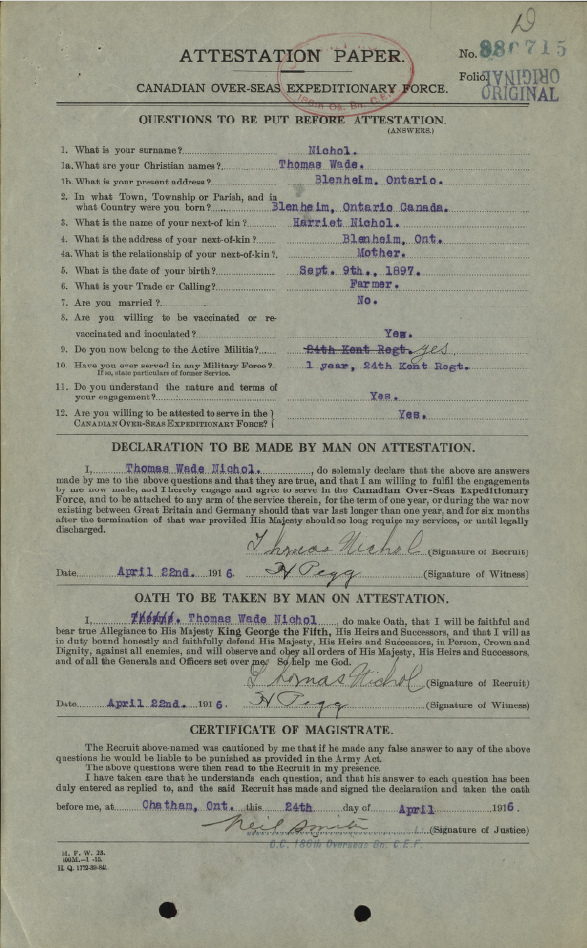 D
ATTESTATION PAPER.
No. 880715
Folio.
ORIGINAL
ORIGINAL
186th Os. Bn. C.E.F.
CANADIAN OVER-SEAS EXPEDITIONARY FORCE.
QUESTIONS TO BE PUT BEFORE ATTESTATION.
(ANSWERS.)
1. What is your surname? Nichol.
1a. What are your Christian names? Thomas Wade.
1b. What is your present address? Blenheim, Ontario.
2. In what Town, Township or Parish, and in
what Country were you born? Blenheim, Ontario Canada.
3. What is the name of your next-of kin? Harriet Nichol.
4. What is the address of your next-of-kin? Blenheim, Ont.
4a. What is the relationship of your next-of-kin? Mother.
5. What is the date of your birth? Sept. 9th., 1897.
6. What is your Trade or Calling? Farmer.
7. Are you married? No.
8. Are you willing to be vaccinated or re-
vaccinated and inoculated? Yes.
9. Do you now belong to the Active Militia? 24th Kent Regt. yes
10. Have you ever served in any Military Force? 1 year, 24th Kent Regt.
If so, state particulars of former Service.
11. Do you understand the nature and terms of
your engagement? Yes.
12. Are you willing to be attested to serve in the } Yes.
CANADIAN OVER-SEAS EXPEDITIONARY FORCE?
DECLARATION TO BE MADE BY MAN ON ATTESTATION.
I, Thomas Wade Nichol. , do solemnly declare that the above are answers
made by me to the above questions and that they are true, and that I am willing to fulfil the engagements
by me now made, and I hereby engage and agree to serve in the Canadian Over-Seas Expeditionary
Force, and to be attached to any arm of the service therein, for the term of one year, or during the war now
existing between Great Britain and Germany should that war last longer than one year, and for six months
after the termination of that war provided His Majesty should so long require my services, or until legally
discharged.
Thomas Nichol (Signature of Recruit)
Date April 22nd. 1916. H Pegg (Signature of Witness)
OATH TO BE TAKEN BY MAN ON ATTESTATION.
I, Thomas Wade Nichol do make Oath, that I will be faithful and
bear true Allegiance to His Majesty King George the Fifth, His Heirs and Successors, and that I will as
in duty bound honestly and faithfully defend His Majesty, His Heirs and Successors, in Person, Crown and
Dignity, against all enemies, and will observe and obey all orders of His Majesty, His Heirs and Successors,
and of all the Generals and Officers set over me. So help me God.
Thomas Nichol (Signature of Recruit)
Date April 22nd. 1916. H Pegg (Signature of Witness)
CERTIFICATE OF MAGISTRATE.
The Recruit above-named was cautioned by me that if he made any false answer to any of the above
questions he would be liable to be punished as provided in the Army Act.
The above questions were then read to the Recruit in my presence.
I have taken care that he understands each question, and that his answer to each question has been
duly entered as replied to, and the said Recruit has made and signed the declaration and taken the oath
before me, at Chatham, Ont. this 24th day of April 1916.
Neil Smith (Signature of Justice)
O.C. 186th Overseas Bn. C.E.F.
M. F. W. 23.
H. Q. 1772-39-841.